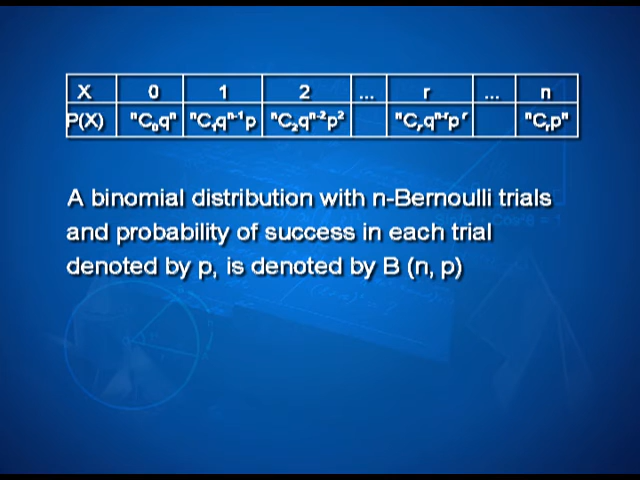 X 0 1 2 ... r ... n
P(X) ⁿC₀qⁿ ⁿC₁qⁿ⁻¹p ⁿC₂qⁿ⁻²p² ⁿCᵣqⁿ⁻ʳpʳ ⁿCᵣpⁿ
A binomial distribution with n-Bernoulli trials
and probability of success in each trial
denoted by p, is denoted by B (n, p)